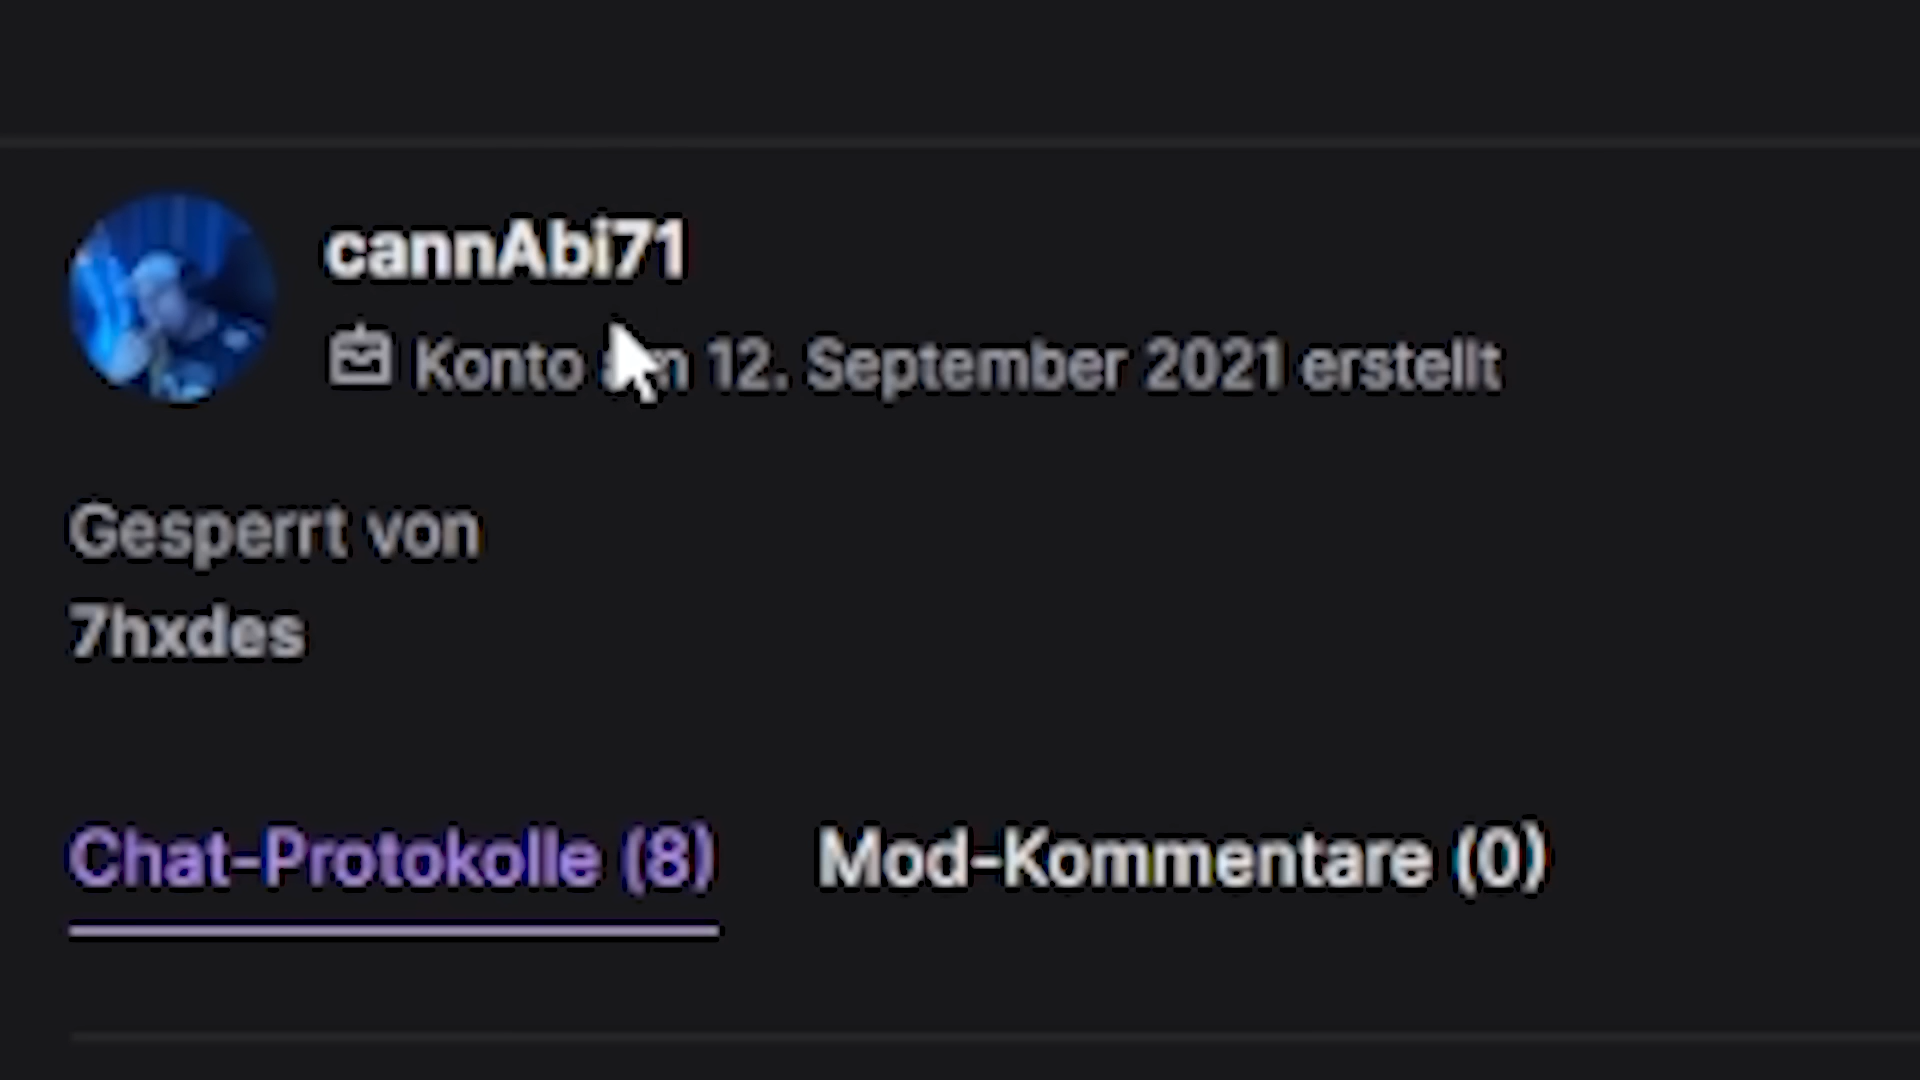 cannAbi71
Konto am 12. September 2021 erstellt
Gesperrt von
7hxdes
Chat-Protokolle (8)
Mod-Kommentare (0)